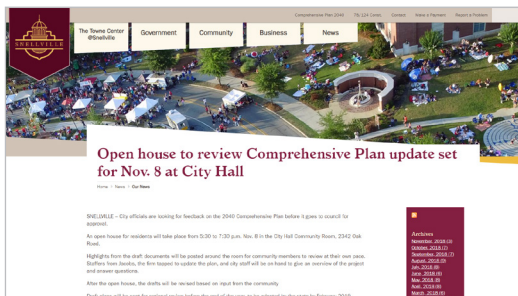 Comprehensive Plan 2040 78/124 Const. Contact Make a Payment Report a Problem
SNELLVILLE
The Towne Center @Snellville
Government
Community
Business
News
Open house to review Comprehensive Plan update set
for Nov. 8 at City Hall
Home > News > Our News
SNELLVILLE – City officials are looking for feedback on the 2040 Comprehensive Plan before it goes to council for
approval.
An open house for residents will take place from 5:30 to 7:30 p.m. Nov. 8 in the City Hall Community Room, 2342 Oak
Road.
Highlights from the draft documents will be posted around the room for community members to review at their own pace.
Staffers from Jacobs, the firm tapped to update the plan, and city staff will be on-hand to give an overview of the project
and answer questions.
After the open house, the drafts will be revised based on input from the community.
Archives
November, 2018 (3)
October, 2018 (7)
September, 2018 (7)
August, 2018 (9)
July, 2018 (8)
June, 2018 (6)
May, 2018 (8)
April, 2018 (6)
March, 2018 (6)